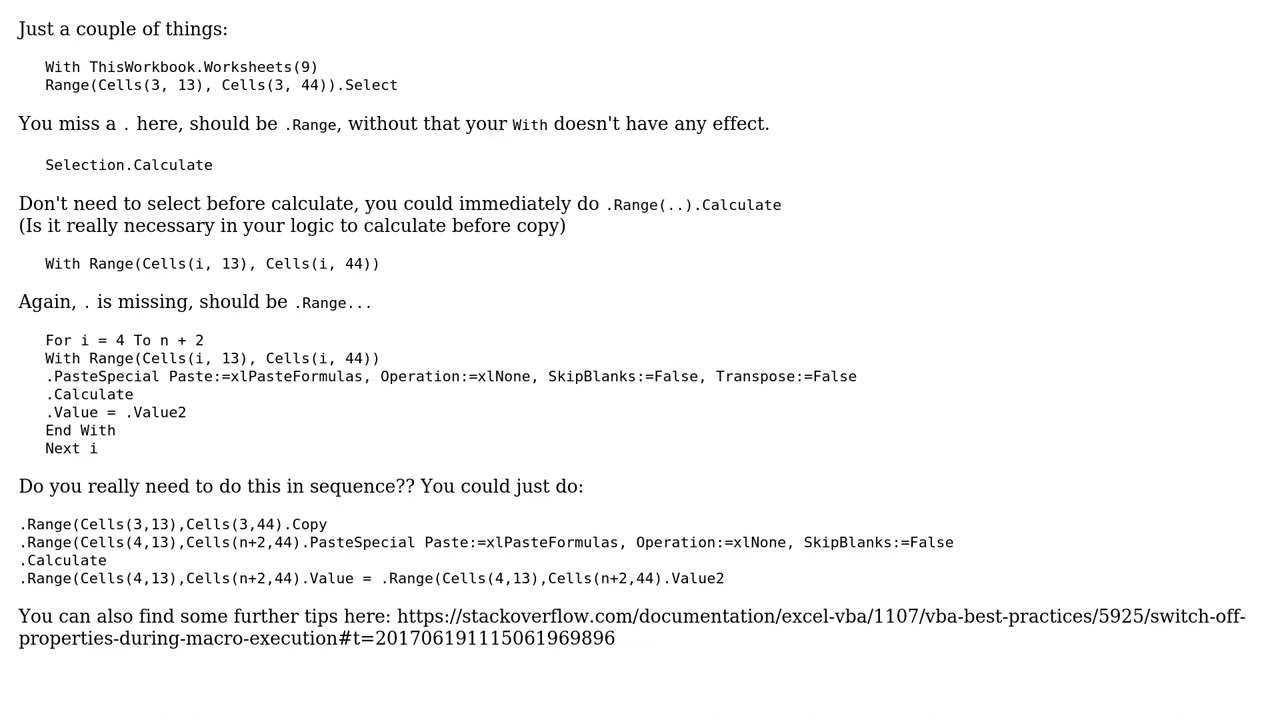 Just a couple of things:
With ThisWorkbook.Worksheets(9)
Range(Cells(3, 13), Cells(3, 44)).Select
You miss a . here, should be .Range, without that your With doesn't have any effect.
Selection.Calculate
Don't need to select before calculate, you could immediately do .Range(..).Calculate
(Is it really necessary in your logic to calculate before copy)
With Range(Cells(i, 13), Cells(i, 44))
Again, . is missing, should be .Range...
For i = 4 To n + 2
With Range(Cells(i, 13), Cells(i, 44))
.PasteSpecial Paste:=xlPasteFormulas, Operation:=xlNone, SkipBlanks:=False, Transpose:=False
.Calculate
.Value = .Value2
End With
Next i
Do you really need to do this in sequence?? You could just do:
.Range(Cells(3,13),Cells(3,44).Copy
.Range(Cells(4,13),Cells(n+2,44).PasteSpecial Paste:=xlPasteFormulas, Operation:=xlNone, SkipBlanks:=False
.Calculate
.Range(Cells(4,13),Cells(n+2,44).Value = .Range(Cells(4,13),Cells(n+2,44).Value2
You can also find some further tips here: https://stackoverflow.com/documentation/excel-vba/1107/vba-best-practices/5925/switch-off-
properties-during-macro-execution#t=201706191115061969896